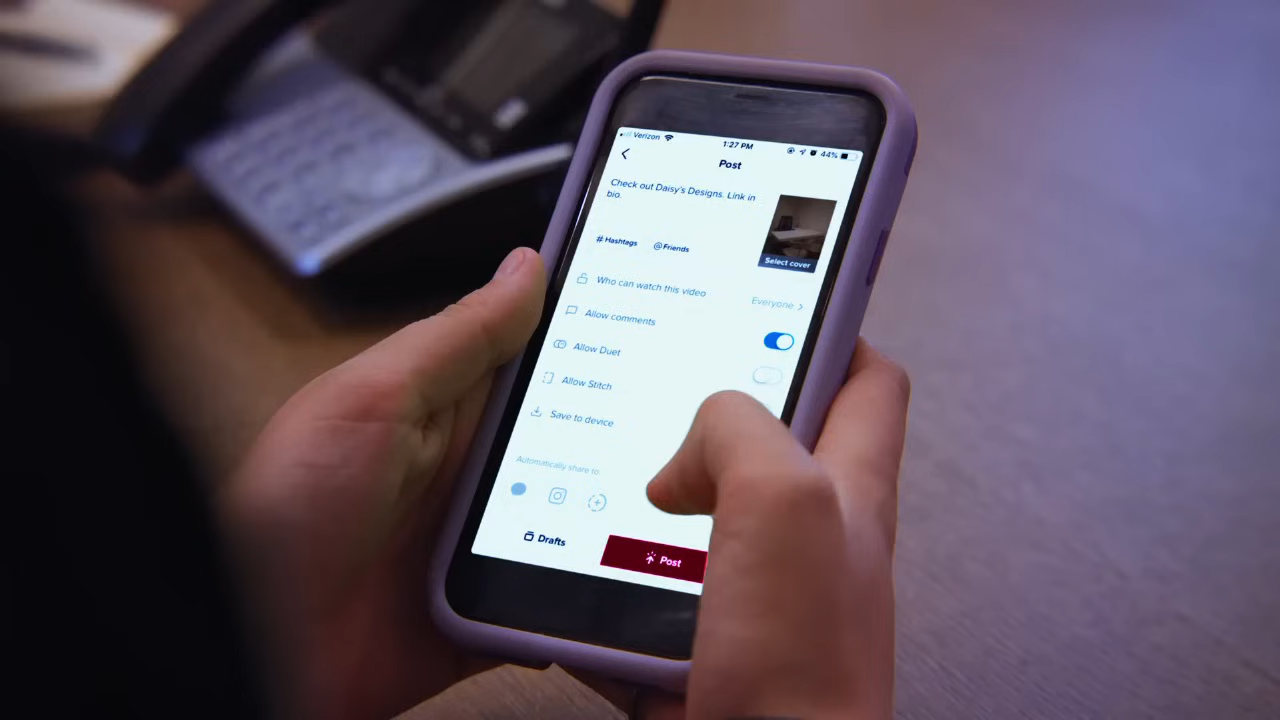 Verizon
1:27 PM
44%
Post
Check out Daisy's Designs. Link in
bio.
Select cover
# Hashtags
@ Friends
Who can watch this video
Everyone >
Allow comments
Allow Duet
Allow Stitch
Save to device
Automatically share to:
Drafts
Post